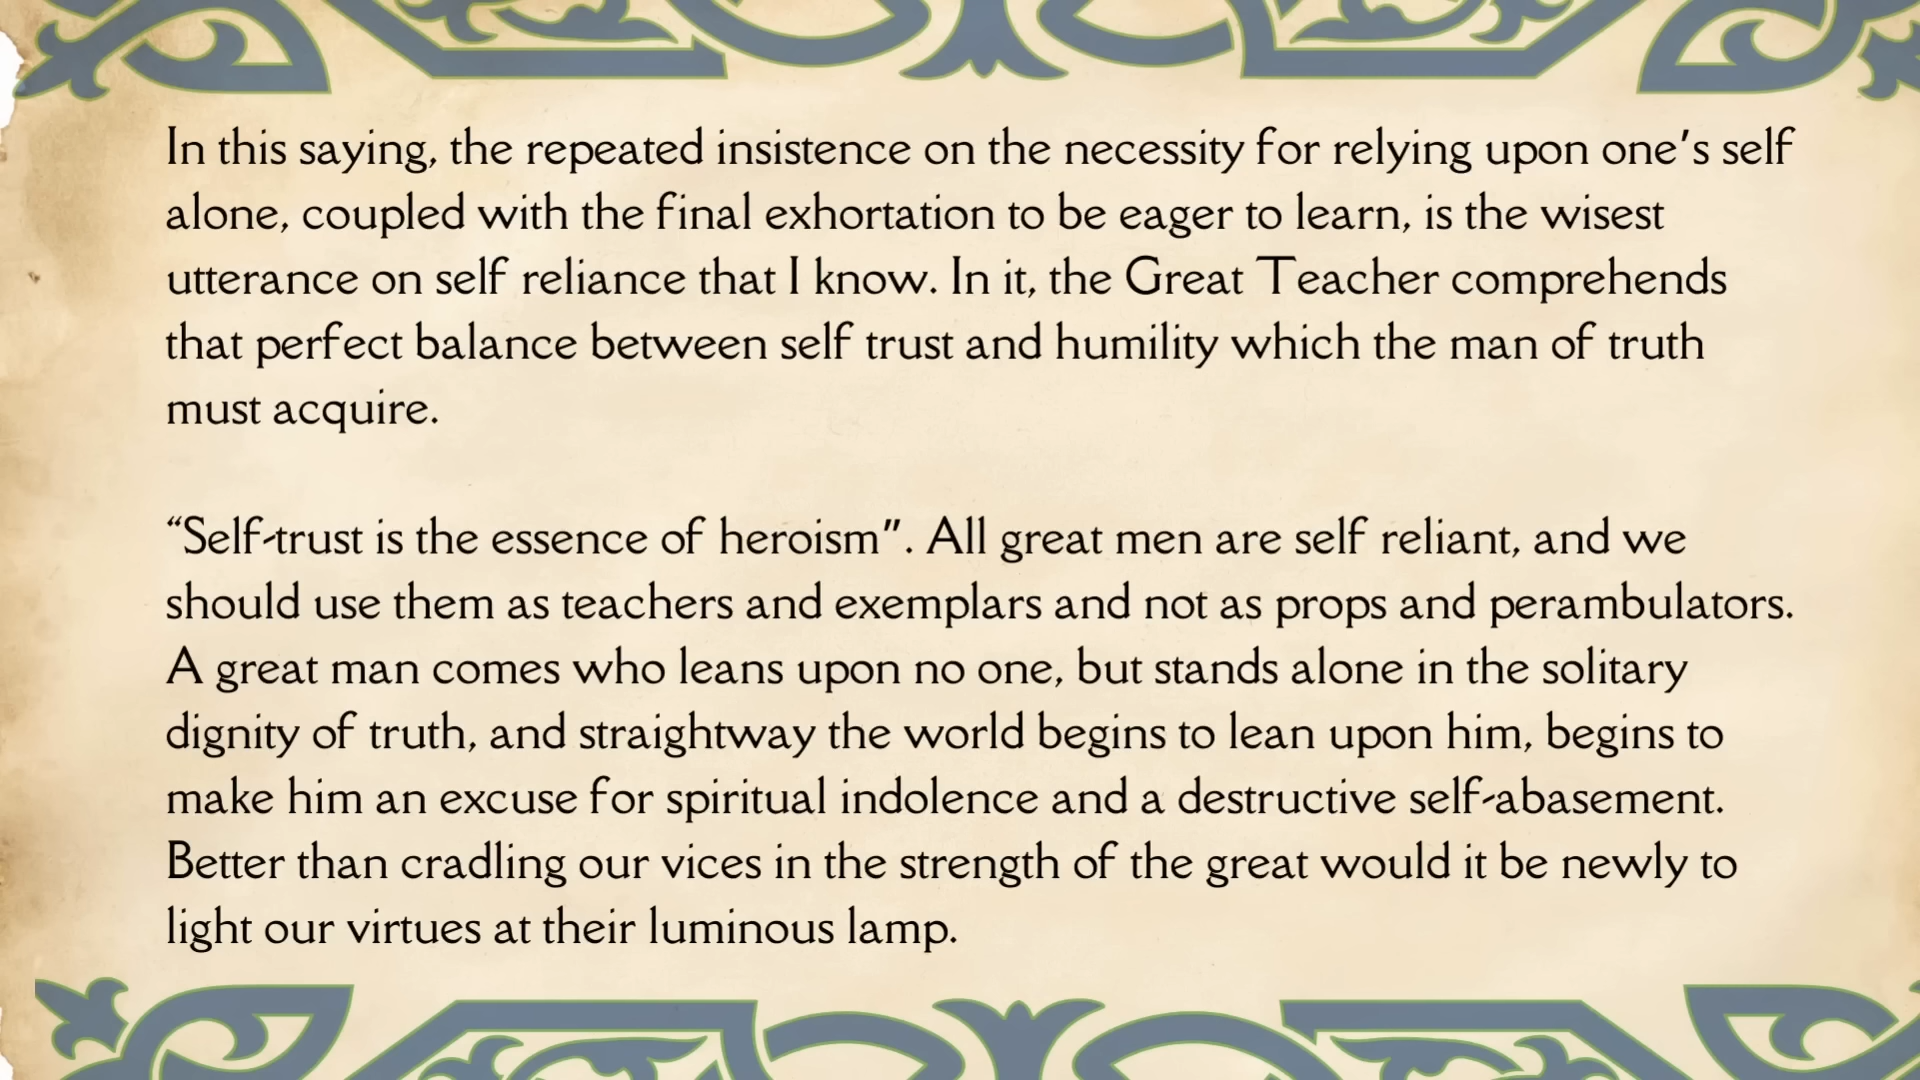 In this saying, the repeated insistence on the necessity for relying upon one's self
alone, coupled with the final exhortation to be eager to learn, is the wisest
utterance on self reliance that I know. In it, the Great Teacher comprehends
that perfect balance between self trust and humility which the man of truth
must acquire.
“Self-trust is the essence of heroism". All great men are self reliant, and we
should use them as teachers and exemplars and not as props and perambulators.
A great man comes who leans upon no one, but stands alone in the solitary
dignity of truth, and straightway the world begins to lean upon him, begins to
make him an excuse for spiritual indolence and a destructive self-abasement.
Better than cradling our vices in the strength of the great would it be newly to
light our virtues at their luminous lamp.